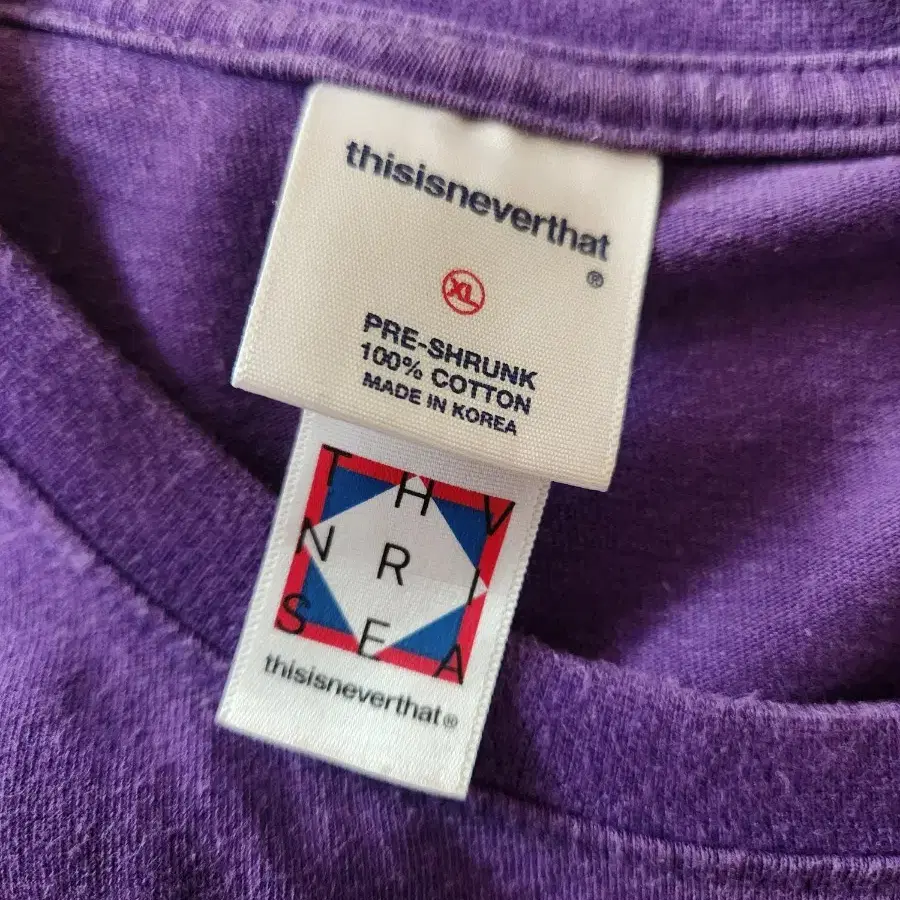 thisisneverthat
®
XL
PRE-SHRUNK
100% COTTON
MADE IN KOREA
T H V
N R I
S E A
thisisneverthat®